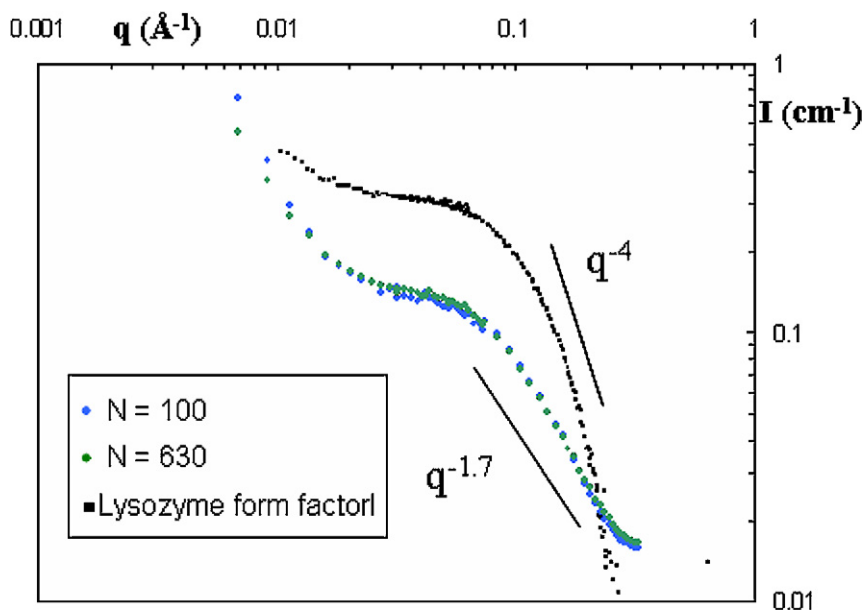 0.001 q (Å-1) 0.01 0.1 1
1
I (cm-1)
q-4
0.1
N = 100
N = 630
Lysozyme form factorl
q-1.7
0.01